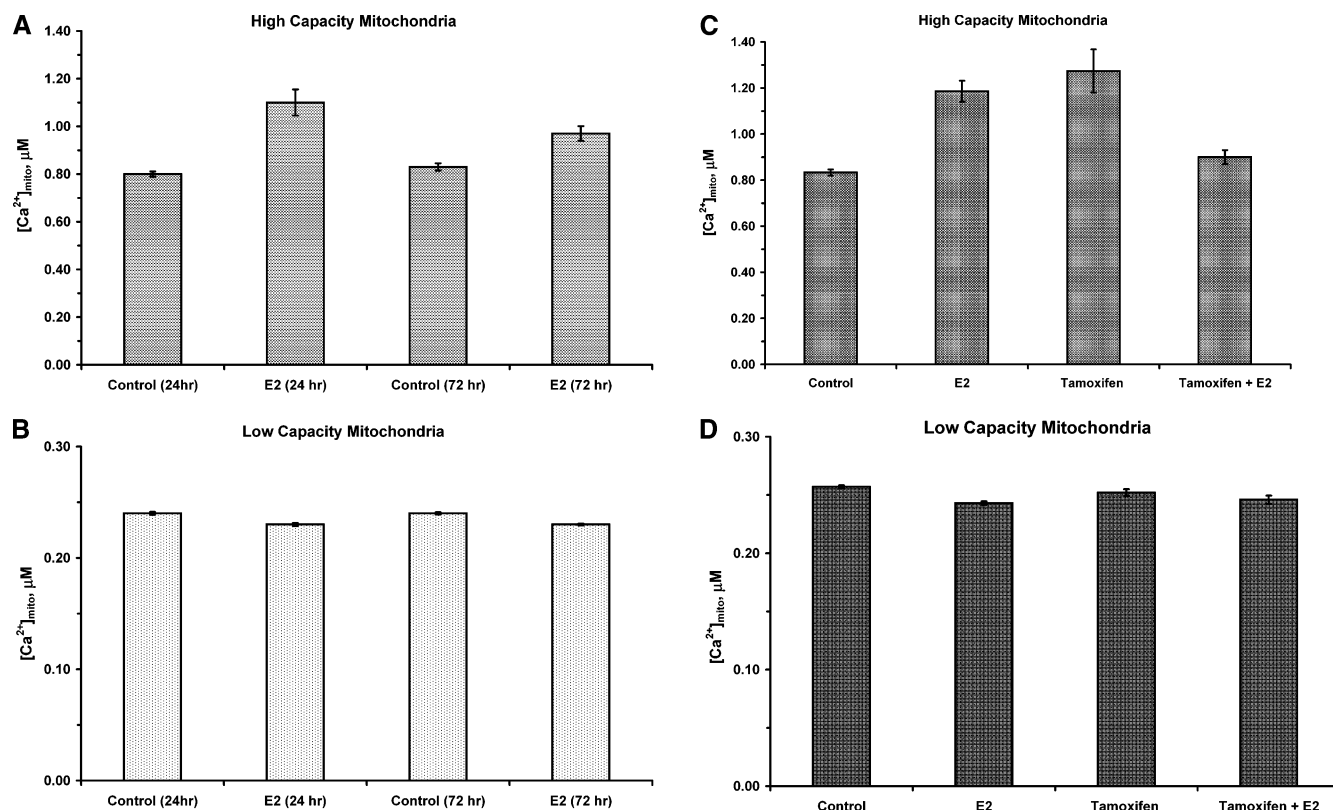 A
High Capacity Mitochondria
1.40
1.20
1.00
0.80
0.60
0.40
0.20
0.00
[Ca2+]mito, μM
Control (24hr)
E2 (24 hr)
Control (72 hr)
E2 (72 hr)
B
Low Capacity Mitochondria
0.30
0.20
0.10
0.00
[Ca2+]mito, μM
Control (24hr)
E2 (24 hr)
Control (72 hr)
E2 (72 hr)
C
High Capacity Mitochondria
1.40
1.20
1.00
0.80
0.60
0.40
0.20
0.00
[Ca2+]mito, μM
Control
E2
Tamoxifen
Tamoxifen + E2
D
Low Capacity Mitochondria
0.30
0.20
0.10
0.00
[Ca2+]mito, μM
Control
E2
Tamoxifen
Tamoxifen + E2